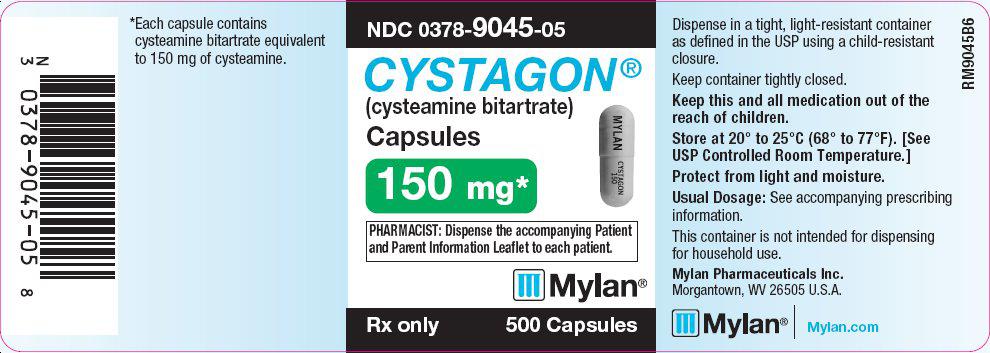 N
3 0378-9045-05 8
*Each capsule contains
cysteamine bitartrate equivalent
to 150 mg of cysteamine.
NDC 0378-9045-05
CYSTAGON®
(cysteamine bitartrate)
Capsules
150 mg*
MYLAN
CYSTAGON
150
PHARMACIST: Dispense the accompanying Patient
and Parent Information Leaflet to each patient.
Mylan®
Rx only 500 Capsules
Dispense in a tight, light-resistant container
as defined in the USP using a child-resistant
closure.
Keep container tightly closed.
Keep this and all medication out of the
reach of children.
Store at 20° to 25°C (68° to 77°F). [See
USP Controlled Room Temperature.]
Protect from light and moisture.
Usual Dosage: See accompanying prescribing
information.
This container is not intended for dispensing
for household use.
Mylan Pharmaceuticals Inc.
Morgantown, WV 26505 U.S.A.
Mylan® Mylan.com
RM9045B6